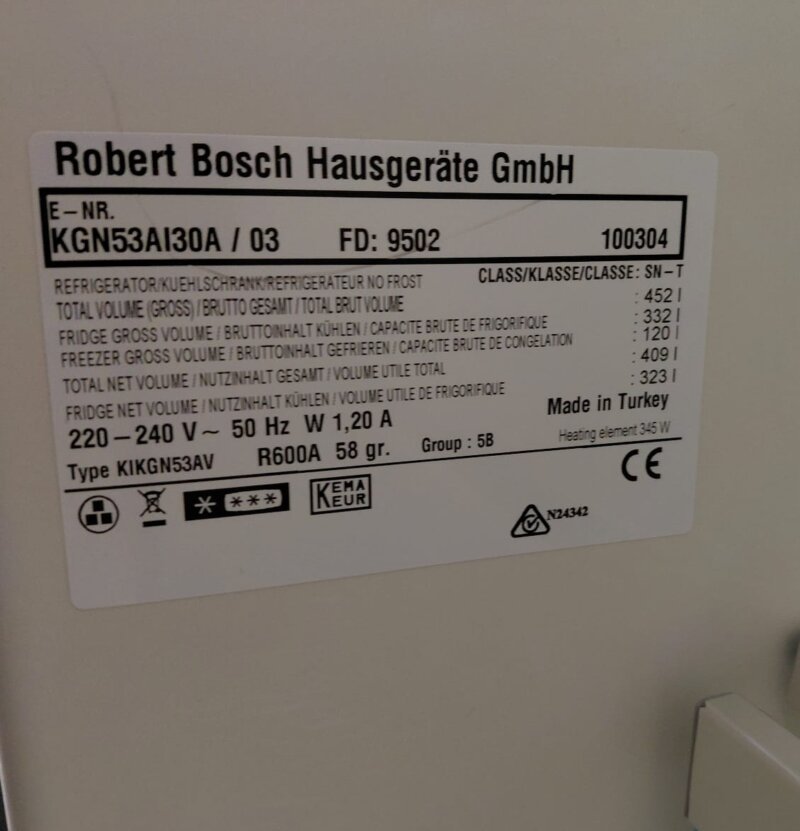 Robert Bosch Hausgeräte GmbH
E-NR.
KGN53AI30A / 03 FD: 9502 100304
REFRIGERATOR/KUEHLSCHRANK/REFRIGERATEUR NO FROST CLASS/KLASSE/CLASSE: SN-T
TOTAL VOLUME (GROSS) / BRUTTO GESAMT / TOTAL BRUT VOLUME : 452 l
FRIDGE GROSS VOLUME / BRUTTOINHALT KÜHLEN / CAPACITE BRUTE DE FRIGORIFIQUE : 332 l
FREEZER GROSS VOLUME / BRUTTOINHALT GEFRIEREN / CAPACITE BRUTE DE CONGELATION : 120 l
TOTAL NET VOLUME / NUTZINHALT GESAMT / VOLUME UTILE TOTAL : 409 l
FRIDGE NET VOLUME / NUTZINHALT KÜHLEN / VOLUME UTILE DE FRIGORIFIQUE : 323 l
220-240 V ~ 50 Hz W 1,20 A Made in Turkey
Type KIKGN53AV R600A 58 gr. Group : 5B Heating element 345 W
KEMA EUR CE
N24342